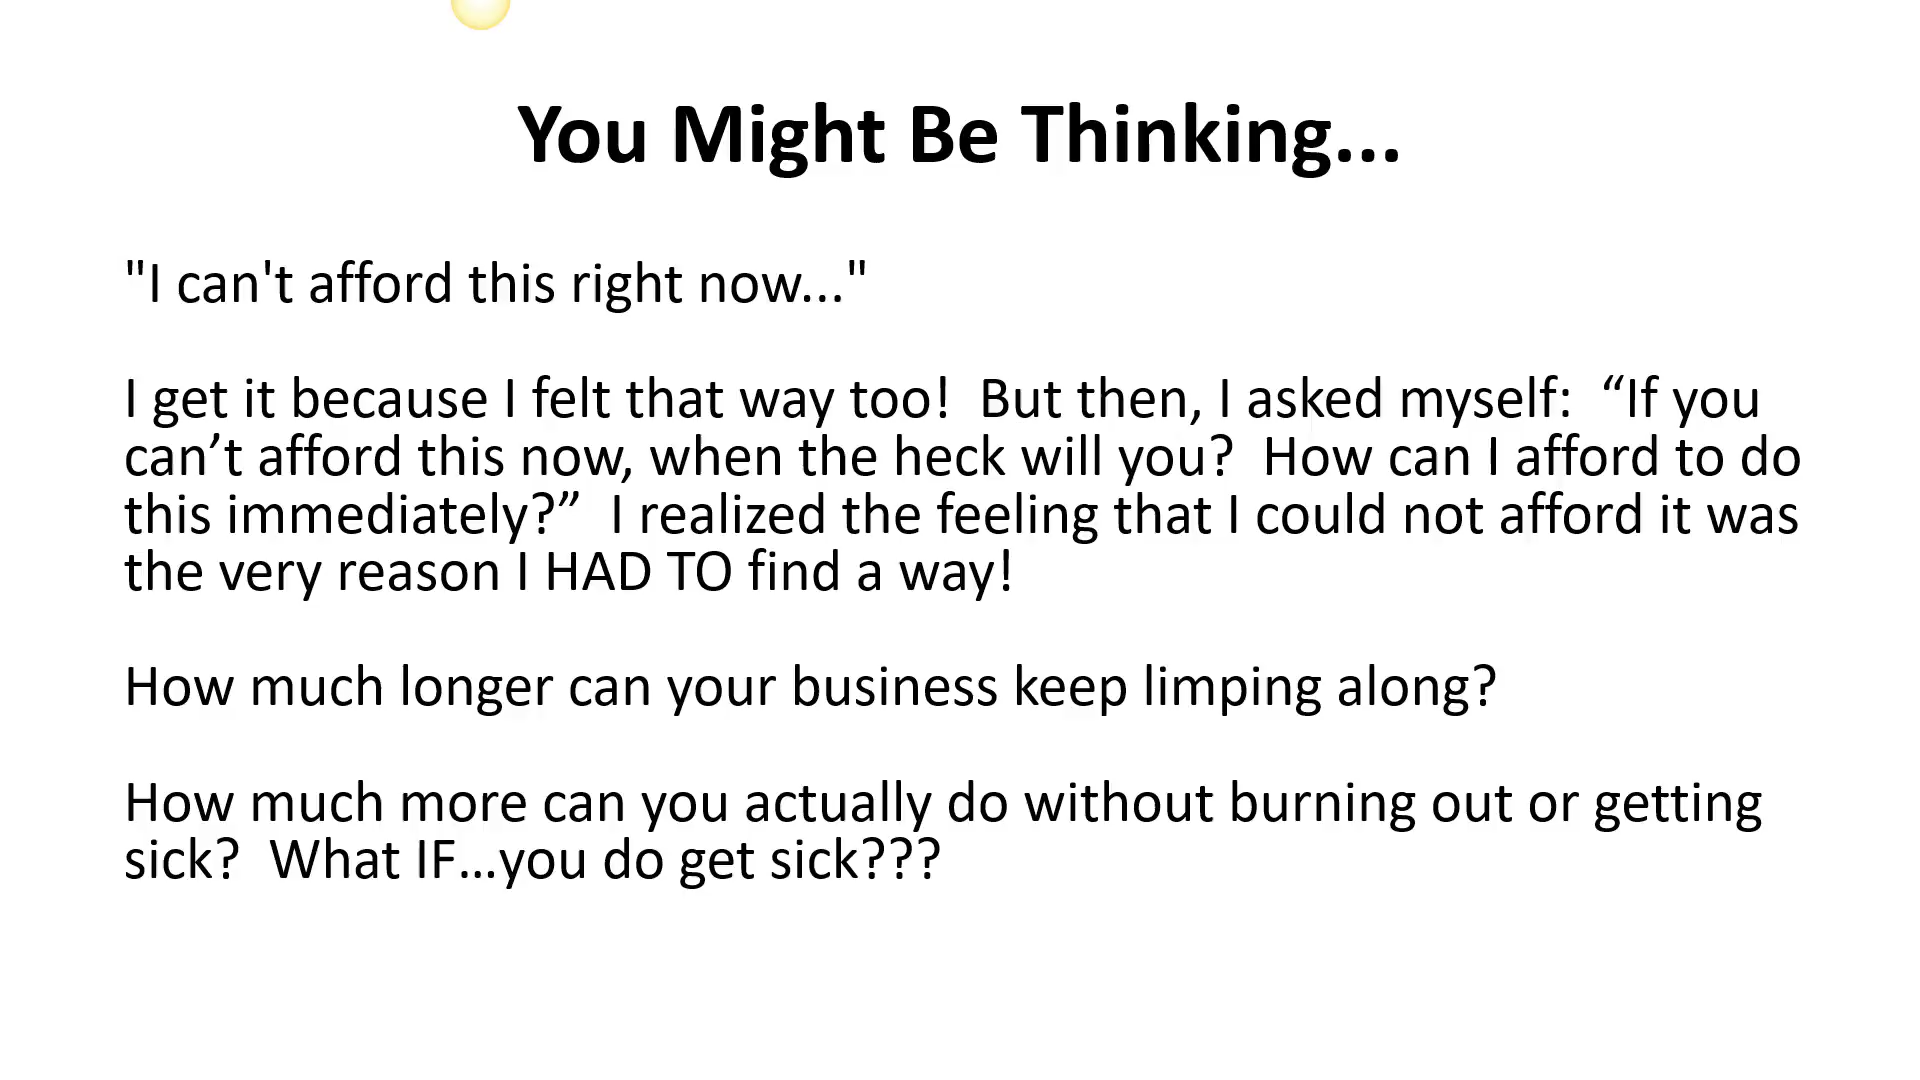 You Might Be Thinking...
"I can't afford this right now..."
I get it because I felt that way too!  But then, I asked myself:  “If you
can’t afford this now, when the heck will you?  How can I afford to do
this immediately?”  I realized the feeling that I could not afford it was
the very reason I HAD TO find a way!
How much longer can your business keep limping along?
How much more can you actually do without burning out or getting
sick?  What IF…you do get sick???